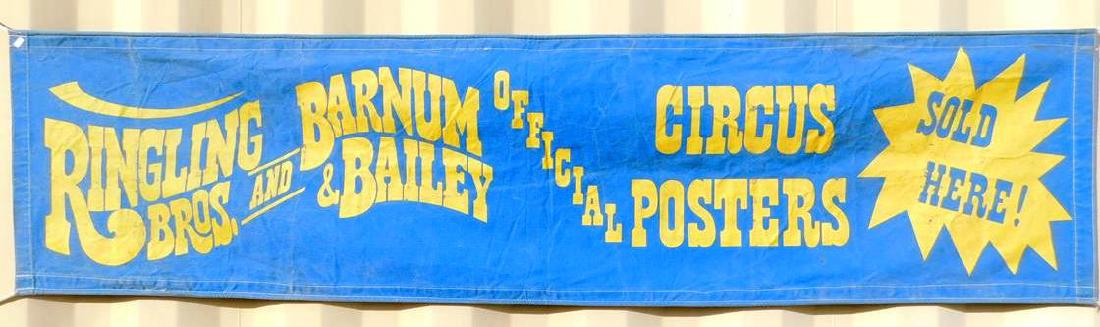 RINGLING
BROS.
AND
BARNUM
& BAILEY
OFFICIAL
CIRCUS
POSTERS
SOLD
HERE!